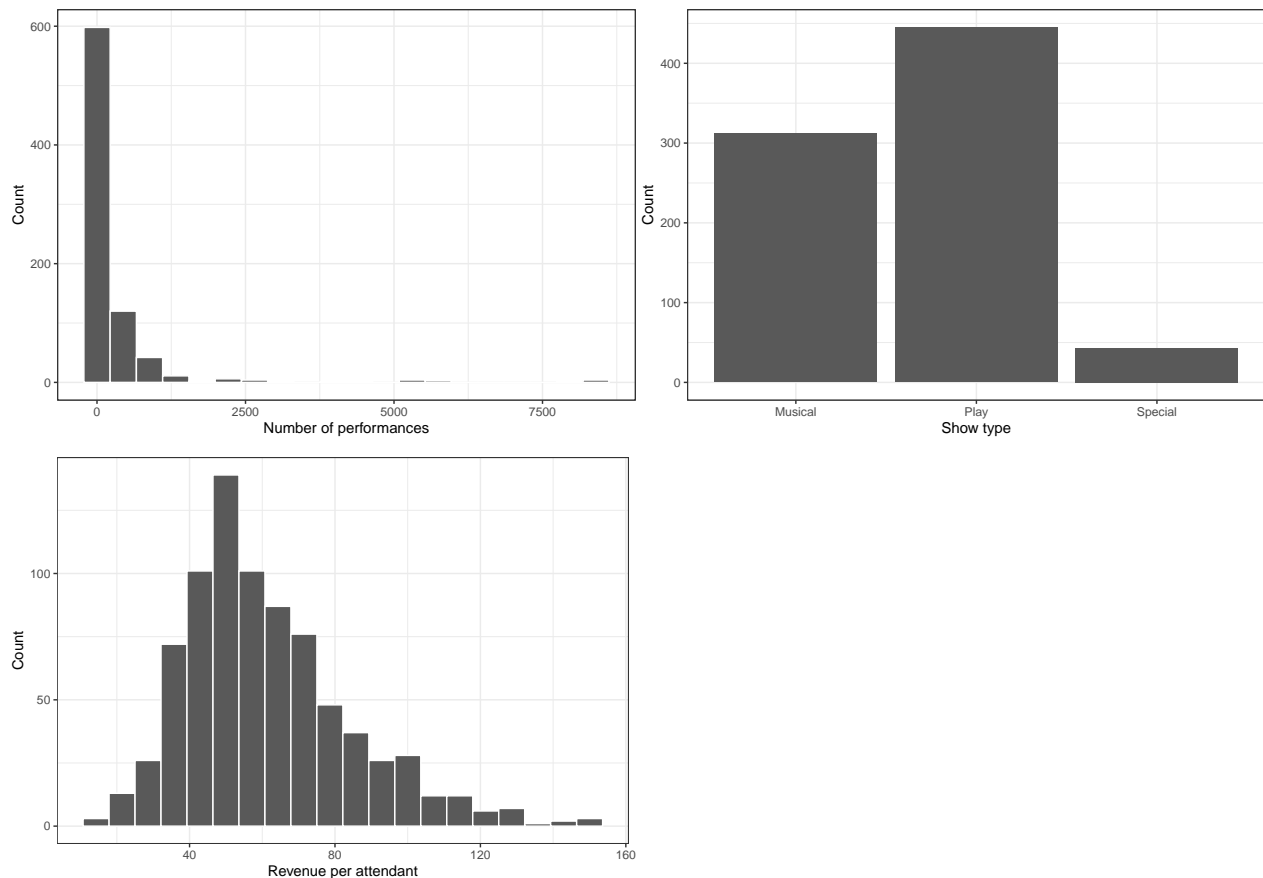 600
400
200
0
Count
0 2500 5000 7500
Number of performances
400
300
200
100
0
Count
Musical Play Special
Show type
100
50
0
Count
40 80 120 160
Revenue per attendant